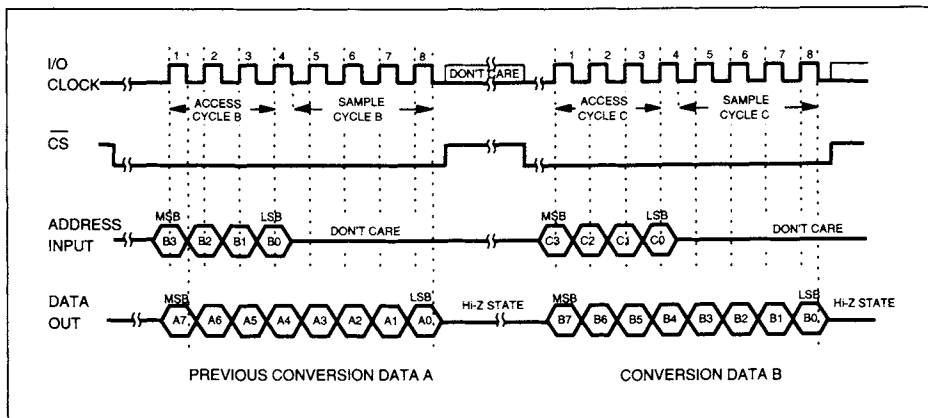 1 2 3 4 5 6 7 8 1 2 3 4 5 6 7 8
I/O
CLOCK
DON'T CARE
ACCESS
CYCLE B
SAMPLE
CYCLE B
ACCESS
CYCLE C
SAMPLE
CYCLE C
CS
ADDRESS
INPUT
MSB LSB MSB LSB
B3 B2 B1 B0 DON'T CARE C3 C2 C1 C0 DON'T CARE
DATA
OUT
MSB LSB Hi-Z STATE MSB LSB Hi-Z STATE
A7 A6 A5 A4 A3 A2 A1 A0 B7 B6 B5 B4 B3 B2 B1 B0
PREVIOUS CONVERSION DATA A CONVERSION DATA B